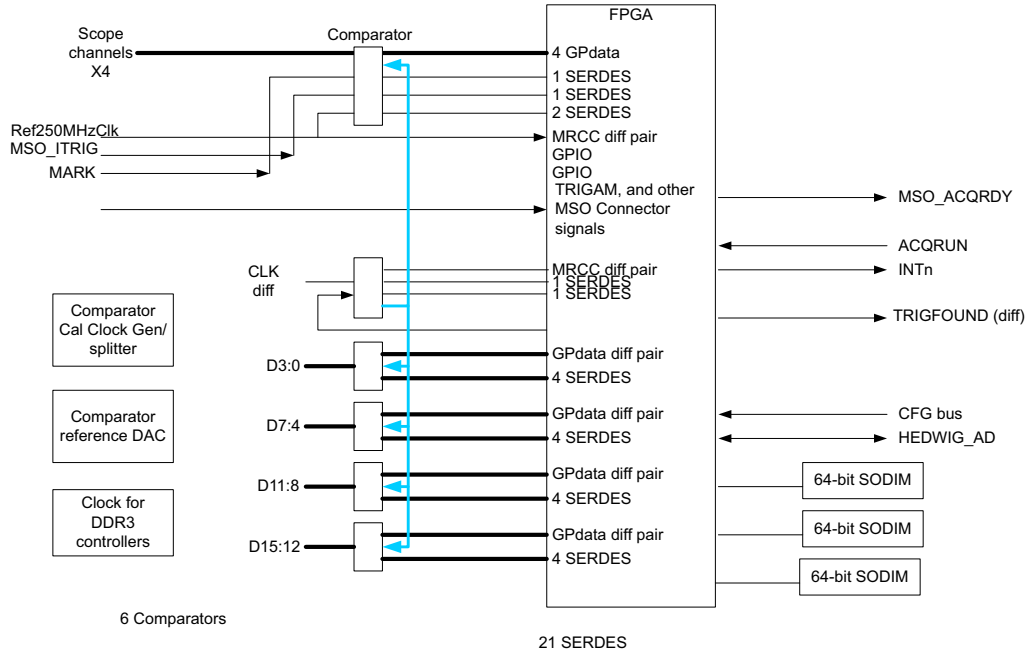 FPGA
Scope
channels
X4
Comparator
4 GPdata
1 SERDES
1 SERDES
2 SERDES
Ref250MHzClk
MSO_ITRIG
MARK
MRCC diff pair
GPIO
GPIO
TRIGAM, and other
MSO Connector
signals
MSO_ACQRDY
ACQRUN
INTn
TRIGFOUND (diff)
CLK
diff
MRCC diff pair
1 SERDES
1 SERDES
Comparator
Cal Clock Gen/
splitter
Comparator
reference DAC
Clock for
DDR3
controllers
D3:0
GPdata diff pair
4 SERDES
D7:4
GPdata diff pair
4 SERDES
D11:8
GPdata diff pair
4 SERDES
D15:12
GPdata diff pair
4 SERDES
CFG bus
HEDWIG_AD
64-bit SODIM
64-bit SODIM
64-bit SODIM
6 Comparators
21 SERDES